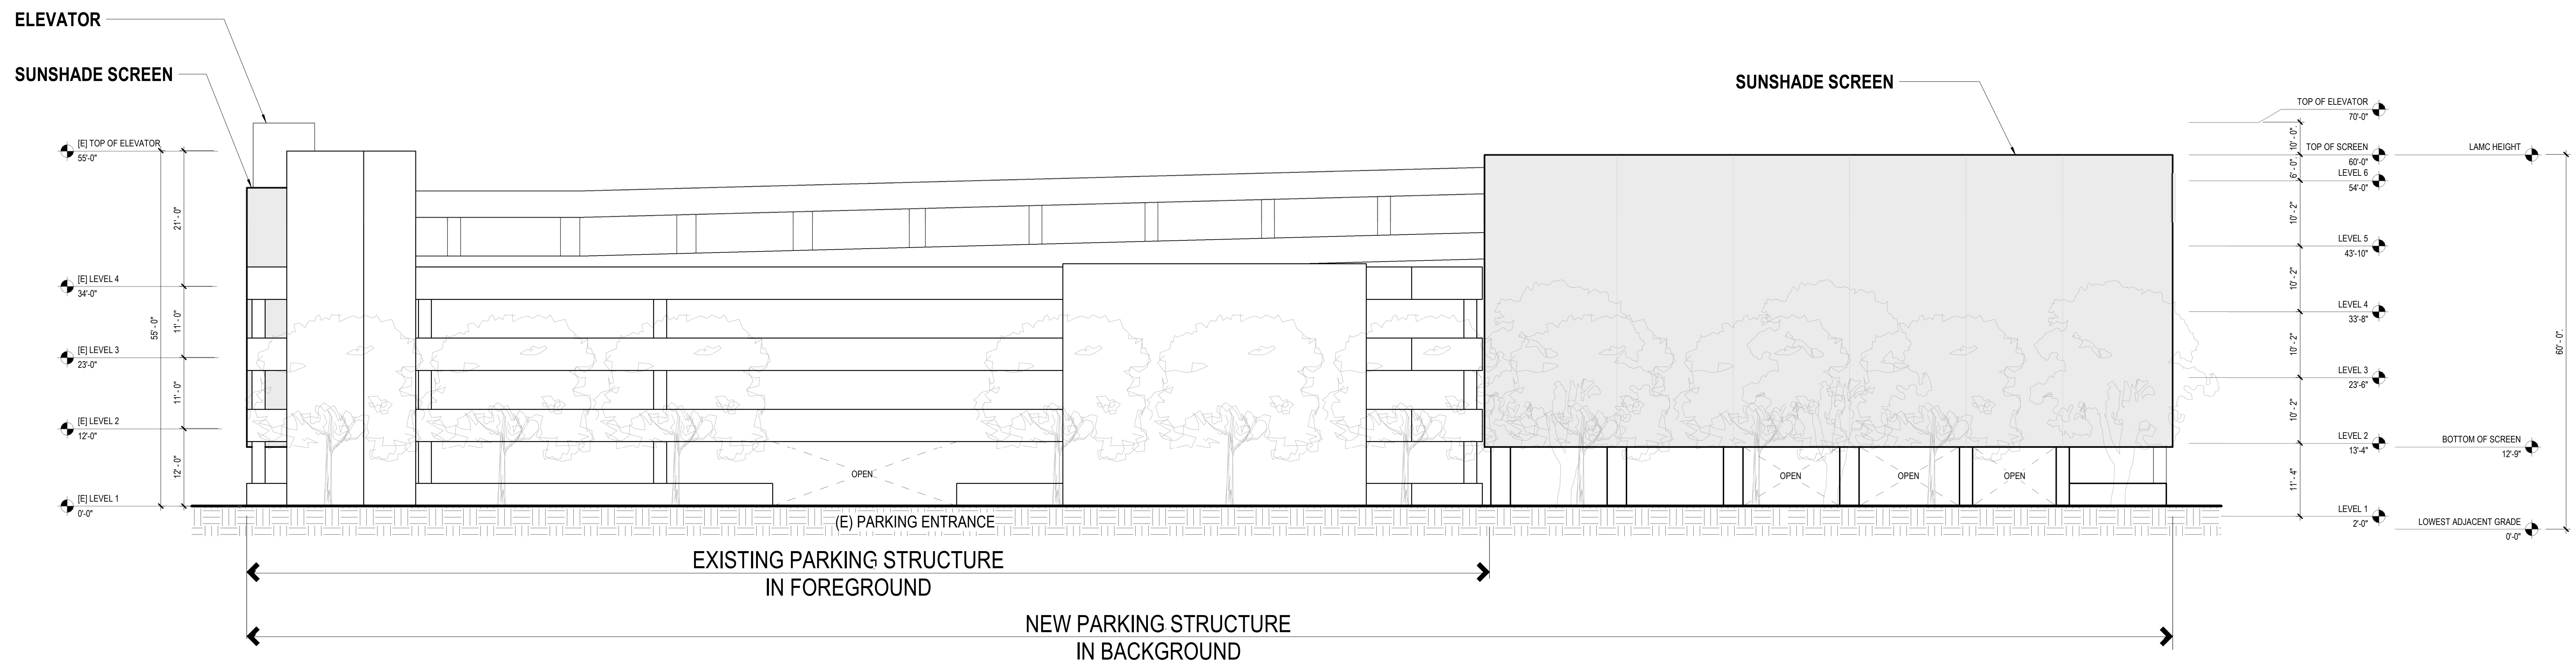 ELEVATOR
SUNSHADE SCREEN
SUNSHADE SCREEN
[E] TOP OF ELEVATOR
55'-0"
[E] LEVEL 4
34'-0"
[E] LEVEL 3
23'-0"
[E] LEVEL 2
12'-0"
[E] LEVEL 1
0'-0"
55' - 0"
21' - 0"
11' - 0"
11' - 0"
12' - 0"
OPEN
OPEN
OPEN
OPEN
(E) PARKING ENTRANCE
EXISTING PARKING STRUCTURE
IN FOREGROUND
NEW PARKING STRUCTURE
IN BACKGROUND
10' - 0"
6' - 0"
10' - 2"
10' - 2"
10' - 2"
10' - 2"
11' - 4"
TOP OF ELEVATOR
70'-0"
TOP OF SCREEN
60'-0"
LEVEL 6
54'-0"
LEVEL 5
43'-10"
LEVEL 4
33'-8"
LEVEL 3
23'-6"
LEVEL 2
13'-4"
LEVEL 1
2'-0"
LAMC HEIGHT
BOTTOM OF SCREEN
12'-9"
LOWEST ADJACENT GRADE
0'-0"
60' - 0"